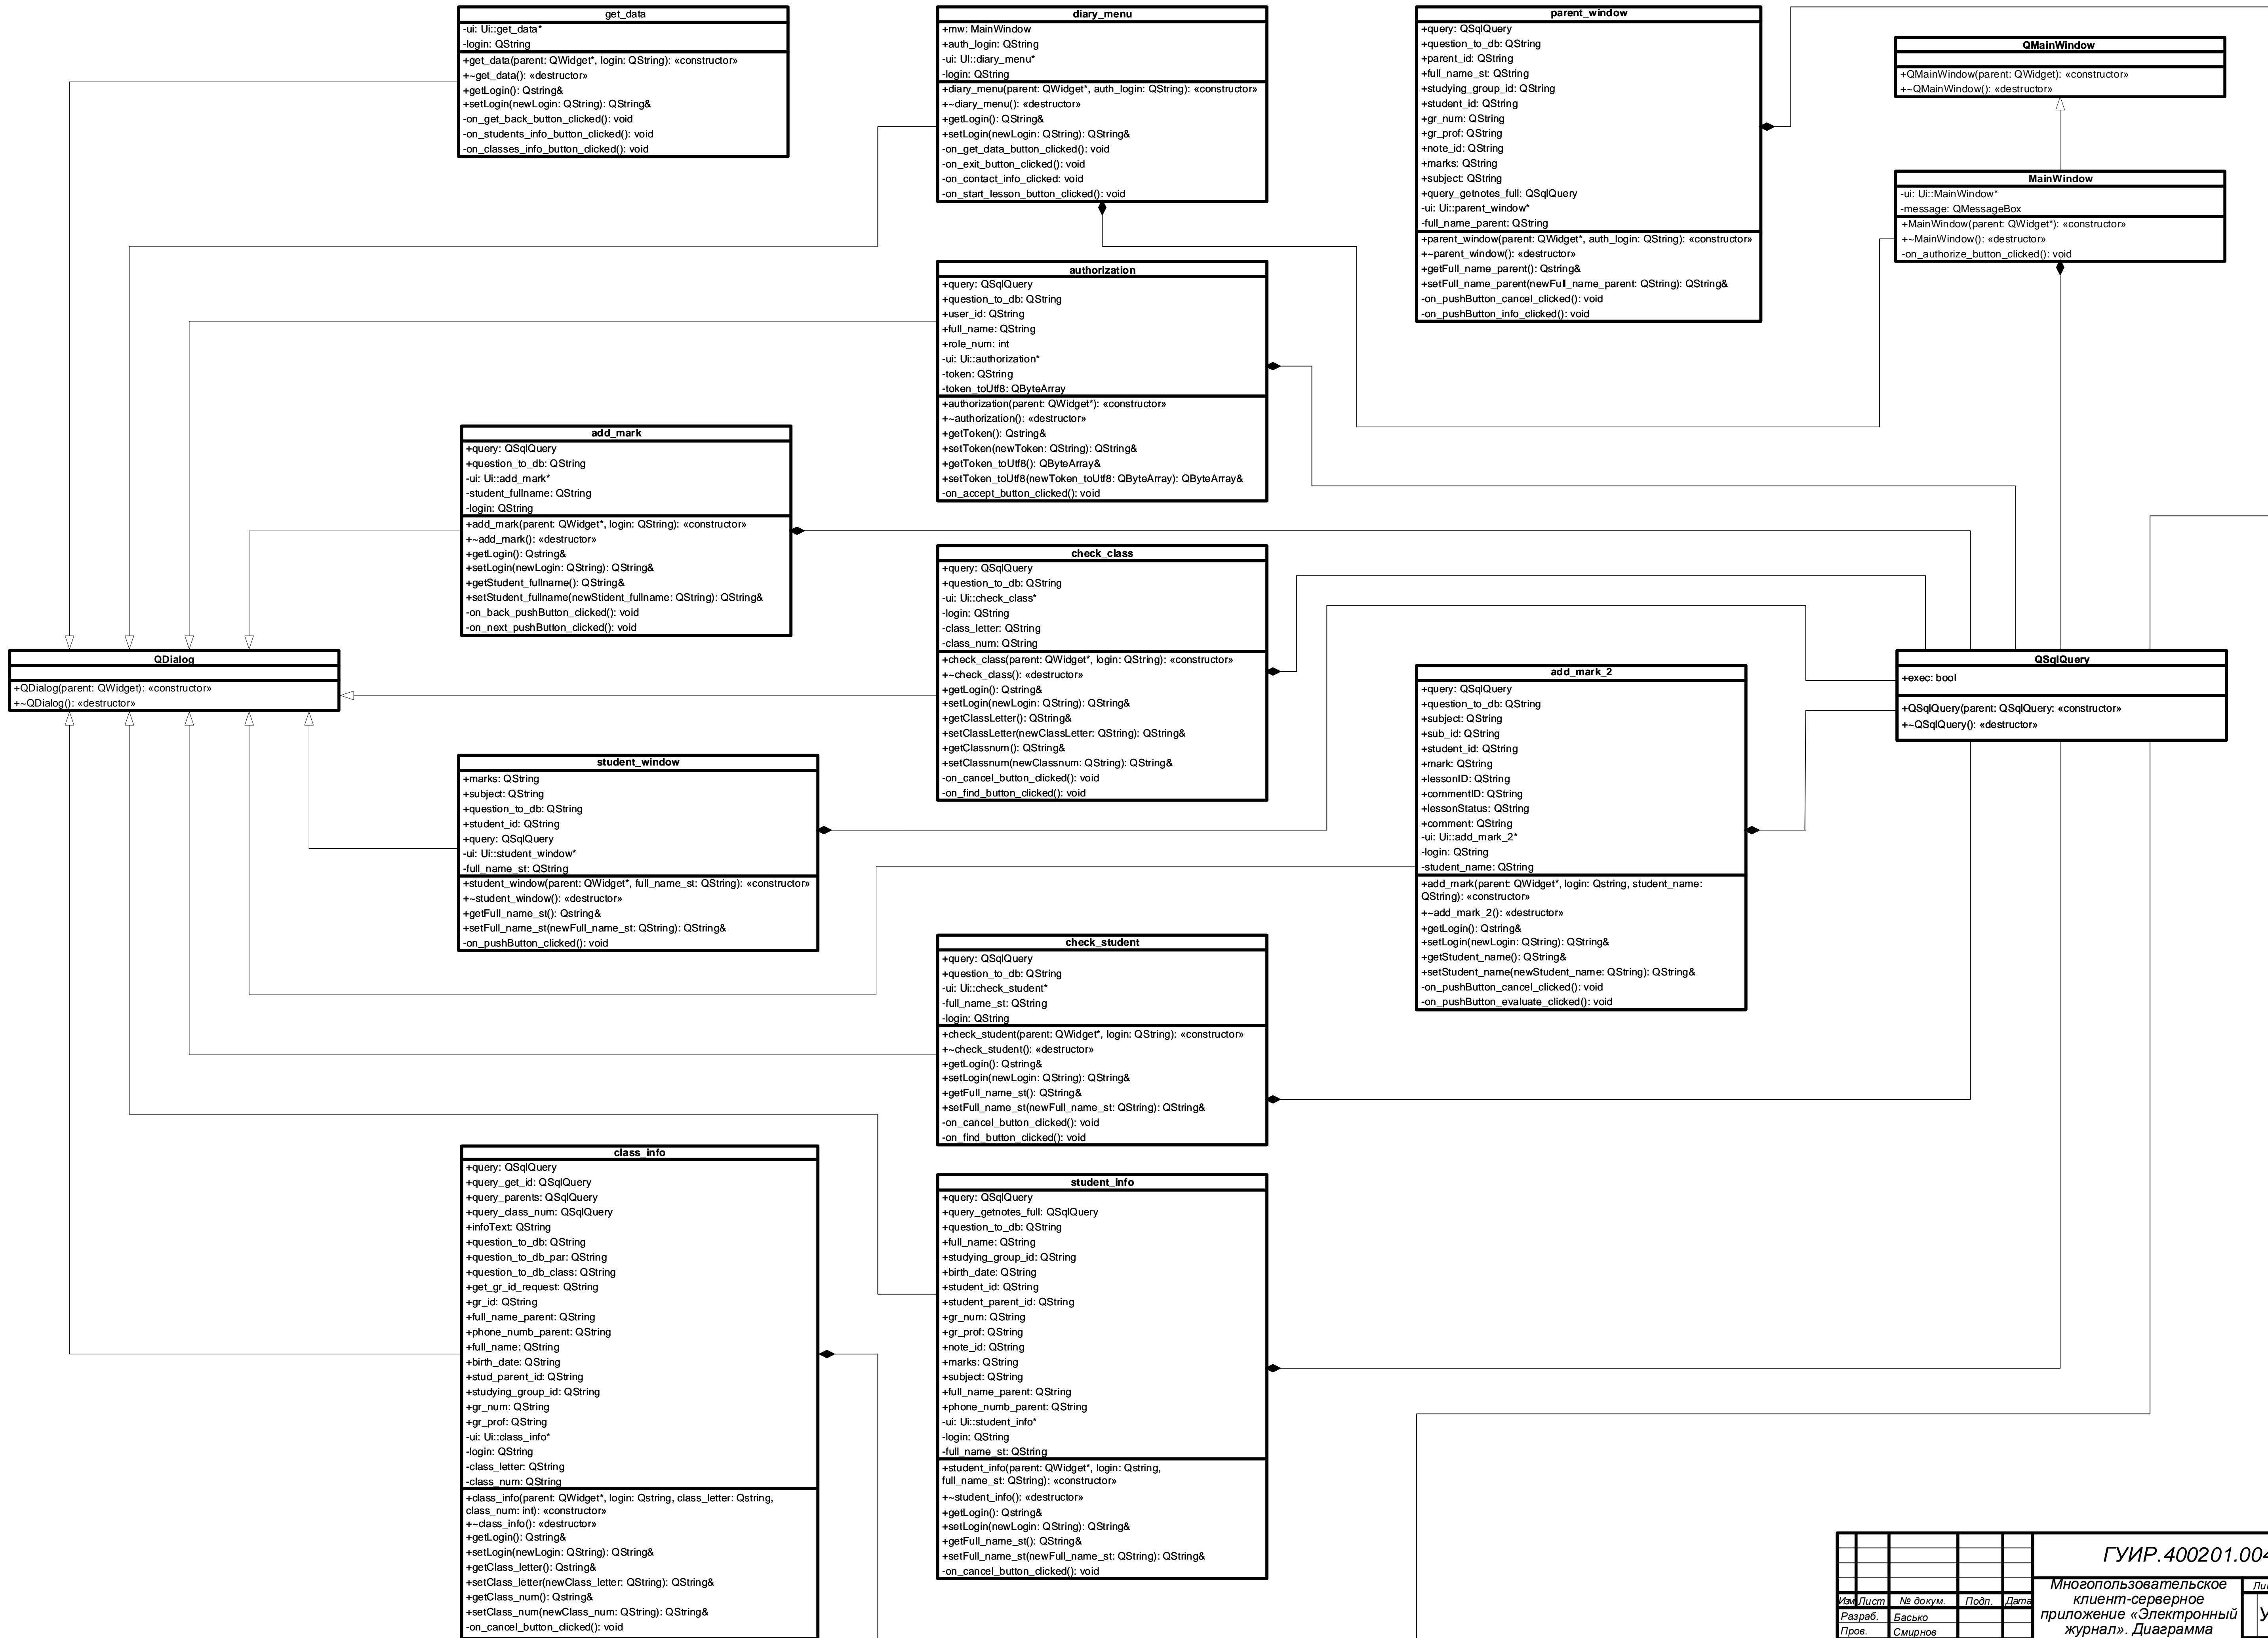 get_data
-ui: Ui::get_data*
-login: QString
+get_data(parent: QWidget*, login: QString): «constructor»
+~get_data(): «destructor»
+getLogin(): Qstring&
+setLogin(newLogin: QString): QString&
-on_get_back_button_clicked(): void
-on_students_info_button_clicked(): void
-on_classes_info_button_clicked(): void
diary_menu
+mw: MainWindow
+auth_login: QString
-ui: UI::diary_menu*
-login: QString
+diary_menu(parent: QWidget*, auth_login: QString): «constructor»
+~diary_menu(): «destructor»
+getLogin(): QString&
+setLogin(newLogin: QString): QString&
-on_get_data_button_clicked(): void
-on_exit_button_clicked(): void
-on_contact_info_clicked: void
-on_start_lesson_button_clicked(): void
parent_window
+query: QSqlQuery
+question_to_db: QString
+parent_id: QString
+full_name_st: QString
+studying_group_id: QString
+student_id: QString
+gr_num: QString
+gr_prof: QString
+note_id: QString
+marks: QString
+subject: QString
+query_getnotes_full: QSqlQuery
-ui: Ui::parent_window*
-full_name_parent: QString
+parent_window(parent: QWidget*, auth_login: QString): «constructor»
+~parent_window(): «destructor»
+getFull_name_parent(): Qstring&
+setFull_name_parent(newFull_name_parent: QString): QString&
-on_pushButton_cancel_clicked(): void
-on_pushButton_info_clicked(): void
QMainWindow
+QMainWindow(parent: QWidget): «constructor»
+~QMainWindow(): «destructor»
MainWindow
-ui: Ui::MainWindow*
-message: QMessageBox
+MainWindow(parent: QWidget*): «constructor»
+~MainWindow(): «destructor»
-on_authorize_button_clicked(): void
authorization
+query: QSqlQuery
+question_to_db: QString
+user_id: QString
+full_name: QString
+role_num: int
-ui: Ui::authorization*
-token: QString
-token_toUtf8: QByteArray
+authorization(parent: QWidget*): «constructor»
+~authorization(): «destructor»
+getToken(): Qstring&
+setToken(newToken: QString): QString&
+getToken_toUtf8(): QByteArray&
+setToken_toUtf8(newToken_toUtf8: QByteArray): QByteArray&
-on_accept_button_clicked(): void
add_mark
+query: QSqlQuery
+question_to_db: QString
-ui: Ui::add_mark*
-student_fullname: QString
-login: QString
+add_mark(parent: QWidget*, login: QString): «constructor»
+~add_mark(): «destructor»
+getLogin(): Qstring&
+setLogin(newLogin: QString): QString&
+getStudent_fullname(): QString&
+setStudent_fullname(newStident_fullname: QString): QString&
-on_back_pushButton_clicked(): void
-on_next_pushButton_clicked(): void
check_class
+query: QSqlQuery
+question_to_db: QString
-ui: Ui::check_class*
-login: QString
-class_letter: QString
-class_num: QString
+check_class(parent: QWidget*, login: QString): «constructor»
+~check_class(): «destructor»
+getLogin(): Qstring&
+setLogin(newLogin: QString): QString&
+getClassLetter(): QString&
+setClassLetter(newClassLetter: QString): QString&
+getClassnum(): QString&
+setClassnum(newClassnum: QString): QString&
-on_cancel_button_clicked(): void
-on_find_button_clicked(): void
QDialog
+QDialog(parent: QWidget): «constructor»
+~QDialog(): «destructor»
QSqlQuery
+exec: bool
+QSqlQuery(parent: QSqlQuery: «constructor»
+~QSqlQuery(): «destructor»
add_mark_2
+query: QSqlQuery
+question_to_db: QString
+subject: QString
+sub_id: QString
+student_id: QString
+mark: QString
+lessonID: QString
+commentID: QString
+lessonStatus: QString
+comment: QString
-ui: Ui::add_mark_2*
-login: QString
-student_name: QString
+add_mark(parent: QWidget*, login: Qstring, student_name:
QString): «constructor»
+~add_mark_2(): «destructor»
+getLogin(): Qstring&
+setLogin(newLogin: QString): QString&
+getStudent_name(): QString&
+setStudent_name(newStudent_name: QString): QString&
-on_pushButton_cancel_clicked(): void
-on_pushButton_evaluate_clicked(): void
student_window
+marks: QString
+subject: QString
+question_to_db: QString
+student_id: QString
+query: QSqlQuery
-ui: Ui::student_window*
-full_name_st: QString
+student_window(parent: QWidget*, full_name_st: QString): «constructor»
+~student_window(): «destructor»
+getFull_name_st(): Qstring&
+setFull_name_st(newFull_name_st: QString): QString&
-on_pushButton_clicked(): void
check_student
+query: QSqlQuery
+question_to_db: QString
-ui: Ui::check_student*
-full_name_st: QString
-login: QString
+check_student(parent: QWidget*, login: QString): «constructor»
+~check_student(): «destructor»
+getLogin(): Qstring&
+setLogin(newLogin: QString): QString&
+getFull_name_st(): QString&
+setFull_name_st(newFull_name_st: QString): QString&
-on_cancel_button_clicked(): void
-on_find_button_clicked(): void
class_info
+query: QSqlQuery
+query_get_id: QSqlQuery
+query_parents: QSqlQuery
+query_class_num: QSqlQuery
+infoText: QString
+question_to_db: QString
+question_to_db_par: QString
+question_to_db_class: QString
+get_gr_id_request: QString
+gr_id: QString
+full_name_parent: QString
+phone_numb_parent: QString
+full_name: QString
+birth_date: QString
+stud_parent_id: QString
+studying_group_id: QString
+gr_num: QString
+gr_prof: QString
-ui: Ui::class_info*
-login: QString
-class_letter: QString
-class_num: QString
+class_info(parent: QWidget*, login: Qstring, class_letter: Qstring,
class_num: int): «constructor»
+~class_info(): «destructor»
+getLogin(): Qstring&
+setLogin(newLogin: QString): QString&
+getClass_letter(): Qstring&
+setClass_letter(newClass_letter: QString): QString&
+getClass_num(): Qstring&
+setClass_num(newClass_num: QString): QString&
-on_cancel_button_clicked(): void
student_info
+query: QSqlQuery
+query_getnotes_full: QSqlQuery
+question_to_db: QString
+full_name: QString
+studying_group_id: QString
+birth_date: QString
+student_id: QString
+student_parent_id: QString
+gr_num: QString
+gr_prof: QString
+note_id: QString
+marks: QString
+subject: QString
+full_name_parent: QString
+phone_numb_parent: QString
-ui: Ui::student_info*
-login: QString
-full_name_st: QString
+student_info(parent: QWidget*, login: Qstring,
full_name_st: QString): «constructor»
+~student_info(): «destructor»
+getLogin(): Qstring&
+setLogin(newLogin: QString): QString&
+getFull_name_st(): QString&
+setFull_name_st(newFull_name_st: QString): QString&
-on_cancel_button_clicked(): void
ГУИР.400201.004
Многопользовательское
клиент-серверное
приложение «Электронный
журнал». Диаграмма
Изм Лист № докум. Подп. Дата
Разраб. Басько
Пров. Смирнов